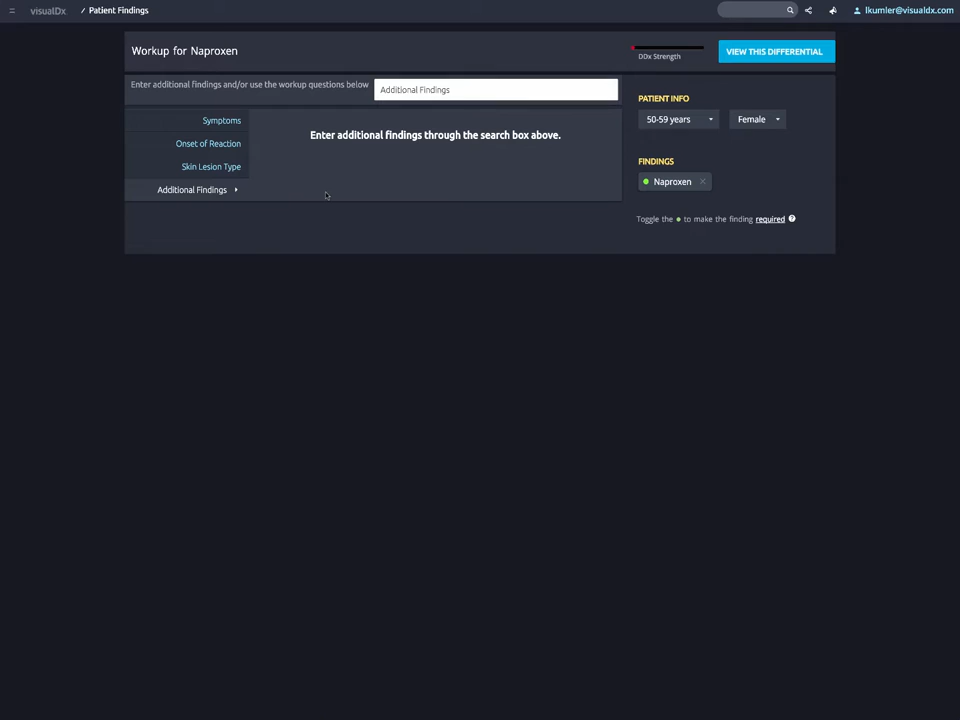 visualDx / Patient Findings lkumler@visualdx.com
Workup for Naproxen
DDx Strength
VIEW THIS DIFFERENTIAL
Enter additional findings and/or use the workup questions below
Additional Findings
Symptoms
Onset of Reaction
Skin Lesion Type
Additional Findings
Enter additional findings through the search box above.
PATIENT INFO
50-59 years Female
FINDINGS
Naproxen
Toggle the ● to make the finding required